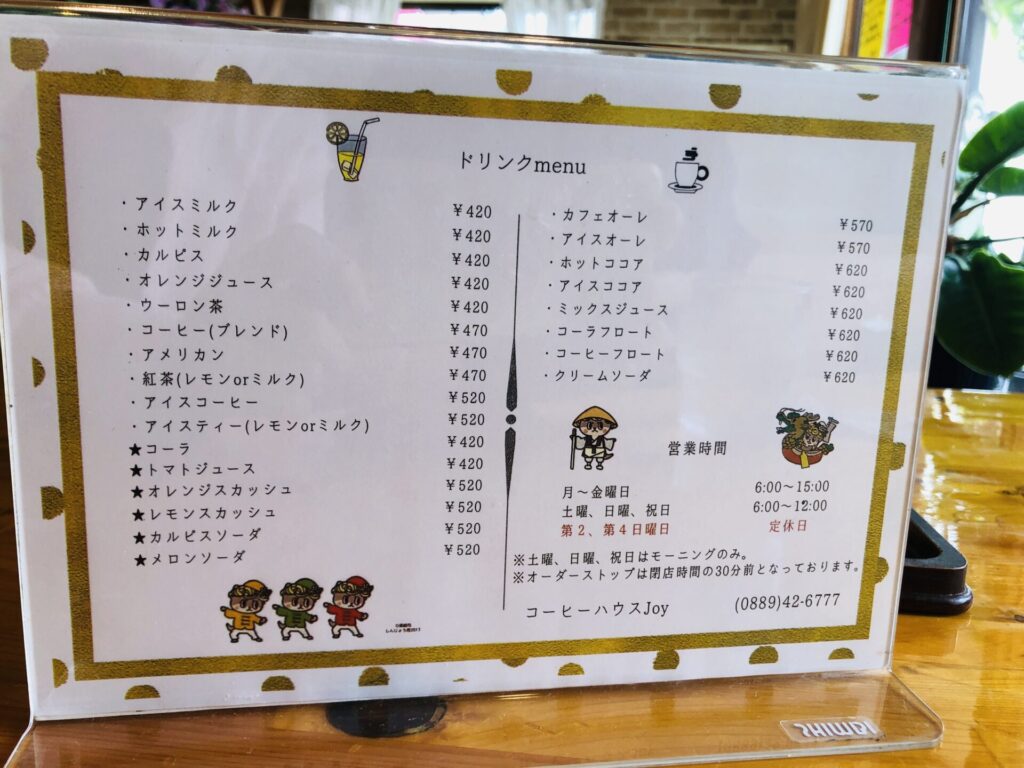 ドリンクmenu
・アイスミルク ¥420
・ホットミルク ¥420
・カルピス ¥420
・オレンジジュース ¥420
・ウーロン茶 ¥420
・コーヒー(ブレンド) ¥470
・アメリカン ¥470
・紅茶(レモンorミルク) ¥470
・アイスコーヒー ¥520
・アイスティー(レモンorミルク) ¥520
★コーラ ¥420
★トマトジュース ¥420
★オレンジスカッシュ ¥520
★レモンスカッシュ ¥520
★カルピスソーダ ¥520
★メロンソーダ ¥520
・カフェオーレ ¥570
・アイスオーレ ¥570
・ホットココア ¥620
・アイスココア ¥620
・ミックスジュース ¥620
・コーラフロート ¥620
・コーヒーフロート ¥620
・クリームソーダ ¥620
営業時間
月～金曜日 6:00～15:00
土曜、日曜、祝日 6:00～12:00
第2、第4日曜日 定休日
※土曜、日曜、祝日はモーニングのみ。
※オーダーストップは閉店時間の30分前となっております。
コーヒーハウスJoy (0889)42-6777
しんじょう君2013
SHIMBI